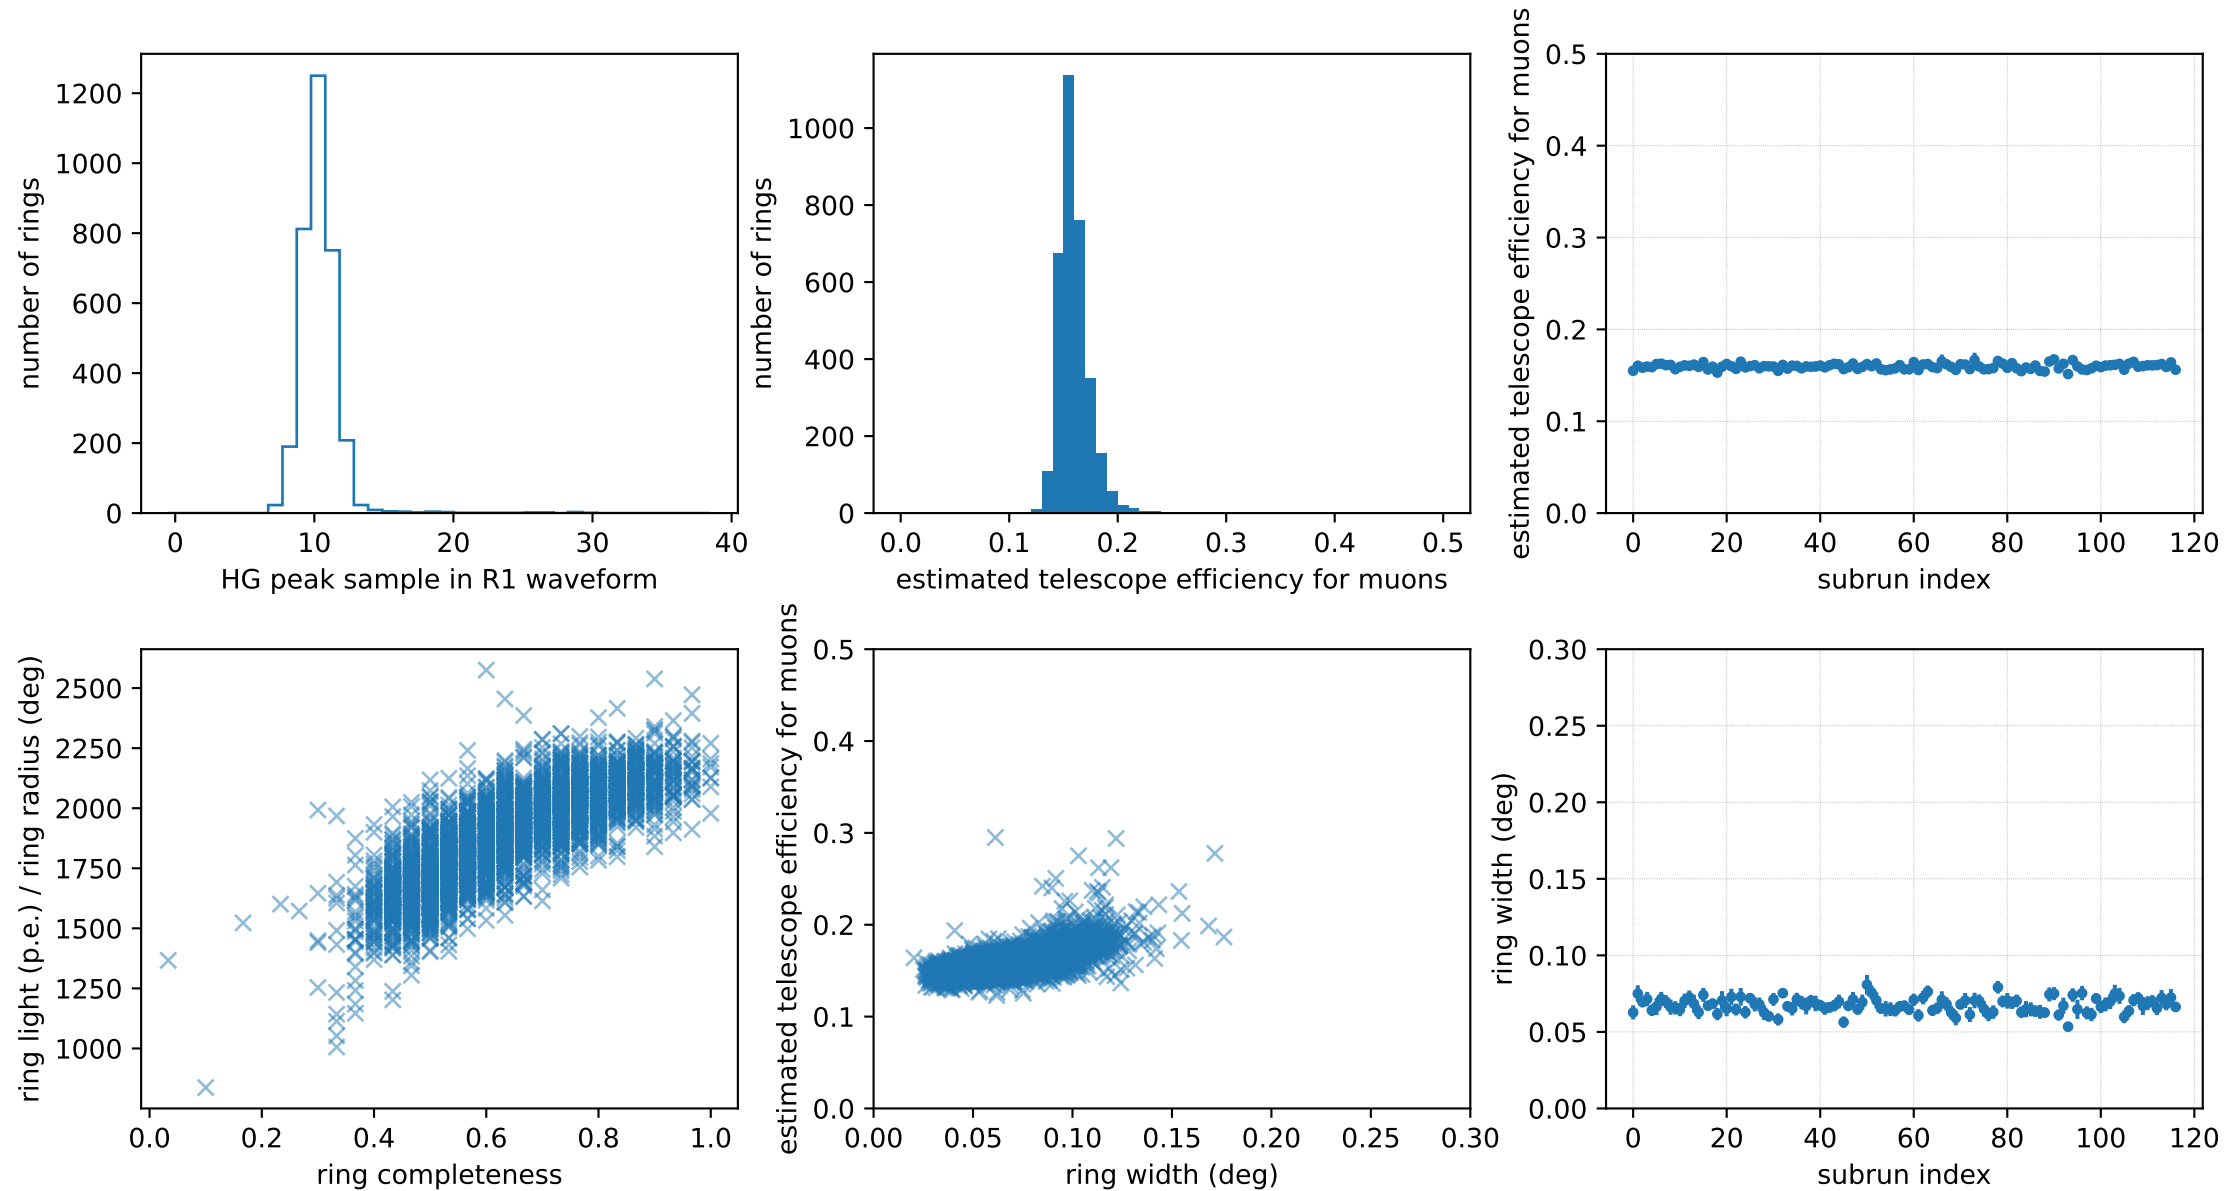 number of rings
1200
1000
800
600
400
200
0
0 10 20 30 40
HG peak sample in R1 waveform
number of rings
1000
800
600
400
200
0
0.0 0.1 0.2 0.3 0.4 0.5
estimated telescope efficiency for muons
estimated telescope efficiency for muons
0.5
0.4
0.3
0.2
0.1
0.0
0 20 40 60 80 100 120
subrun index
ring light (p.e.) / ring radius (deg)
2500
2250
2000
1750
1500
1250
1000
0.0 0.2 0.4 0.6 0.8 1.0
ring completeness
estimated telescope efficiency for muons
0.5
0.4
0.3
0.2
0.1
0.0
0.00 0.05 0.10 0.15 0.20 0.25 0.30
ring width (deg)
ring width (deg)
0.30
0.25
0.20
0.15
0.10
0.05
0.00
0 20 40 60 80 100 120
subrun index